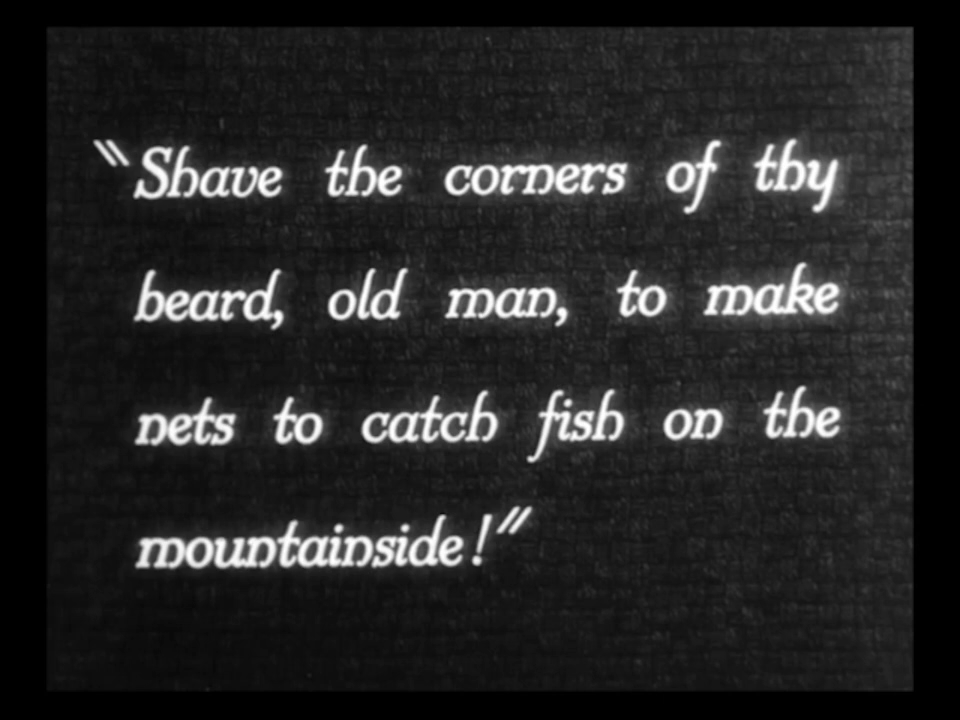 "Shave the corners of thy
beard, old man, to make
nets to catch fish on the
mountainside!"